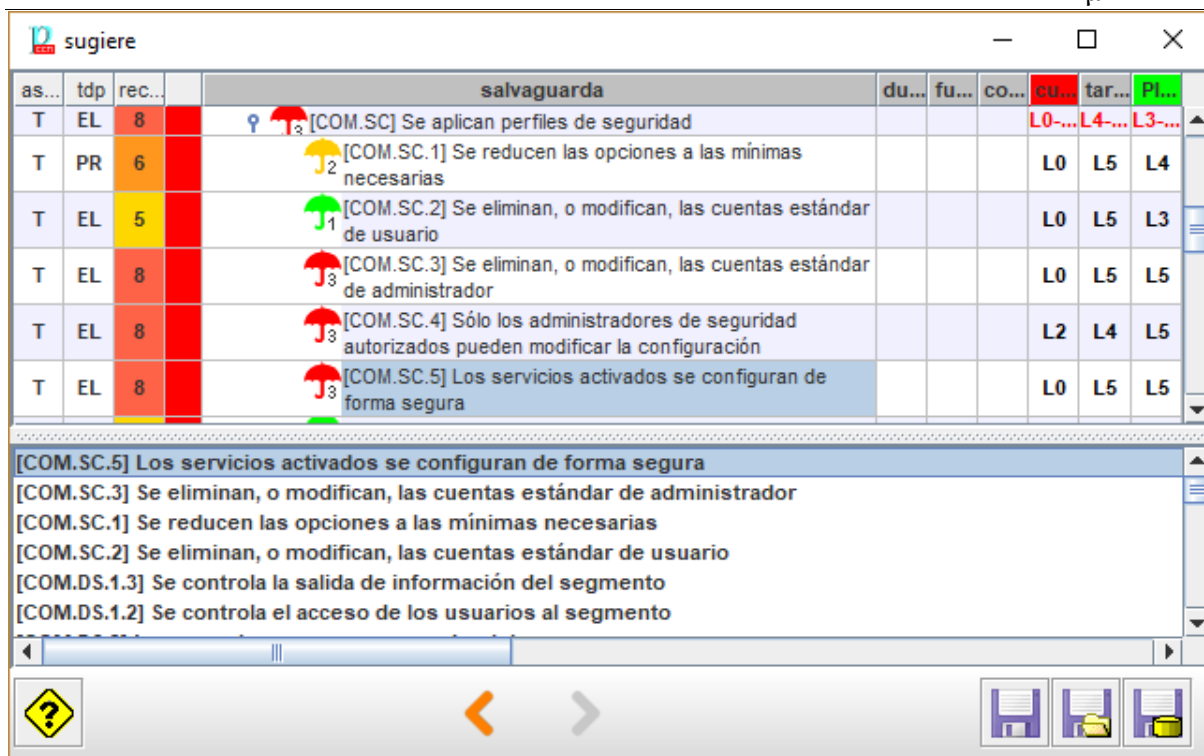 sugiere
as... tdp rec... salvaguarda du... fu... co... cu... tar... Pl...
T EL 8 3 [COM.SC] Se aplican perfiles de seguridad L0-... L4-... L3-...
T PR 6 2 [COM.SC.1] Se reducen las opciones a las mínimas
necesarias L0 L5 L4
T EL 5 1 [COM.SC.2] Se eliminan, o modifican, las cuentas estándar
de usuario L0 L5 L3
T EL 8 3 [COM.SC.3] Se eliminan, o modifican, las cuentas estándar
de administrador L0 L5 L5
T EL 8 3 [COM.SC.4] Sólo los administradores de seguridad
autorizados pueden modificar la configuración L2 L4 L5
T EL 8 3 [COM.SC.5] Los servicios activados se configuran de
forma segura L0 L5 L5
[COM.SC.5] Los servicios activados se configuran de forma segura
[COM.SC.3] Se eliminan, o modifican, las cuentas estándar de administrador
[COM.SC.1] Se reducen las opciones a las mínimas necesarias
[COM.SC.2] Se eliminan, o modifican, las cuentas estándar de usuario
[COM.DS.1.3] Se controla la salida de información del segmento
[COM.DS.1.2] Se controla el acceso de los usuarios al segmento
?